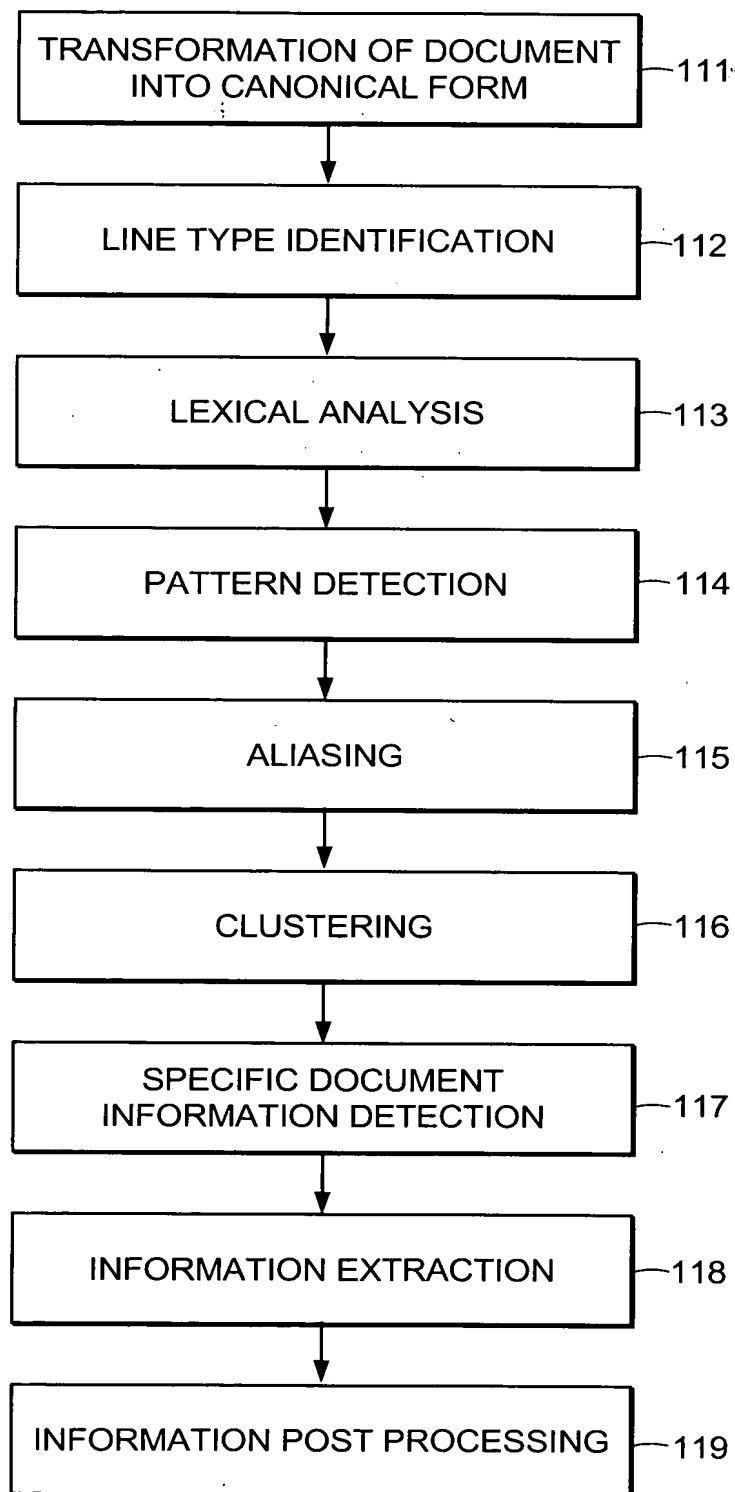 TRANSFORMATION OF DOCUMENT
INTO CANONICAL FORM
111
LINE TYPE IDENTIFICATION
112
LEXICAL ANALYSIS
113
PATTERN DETECTION
114
ALIASING
115
CLUSTERING
116
SPECIFIC DOCUMENT
INFORMATION DETECTION
117
INFORMATION EXTRACTION
118
INFORMATION POST PROCESSING
119